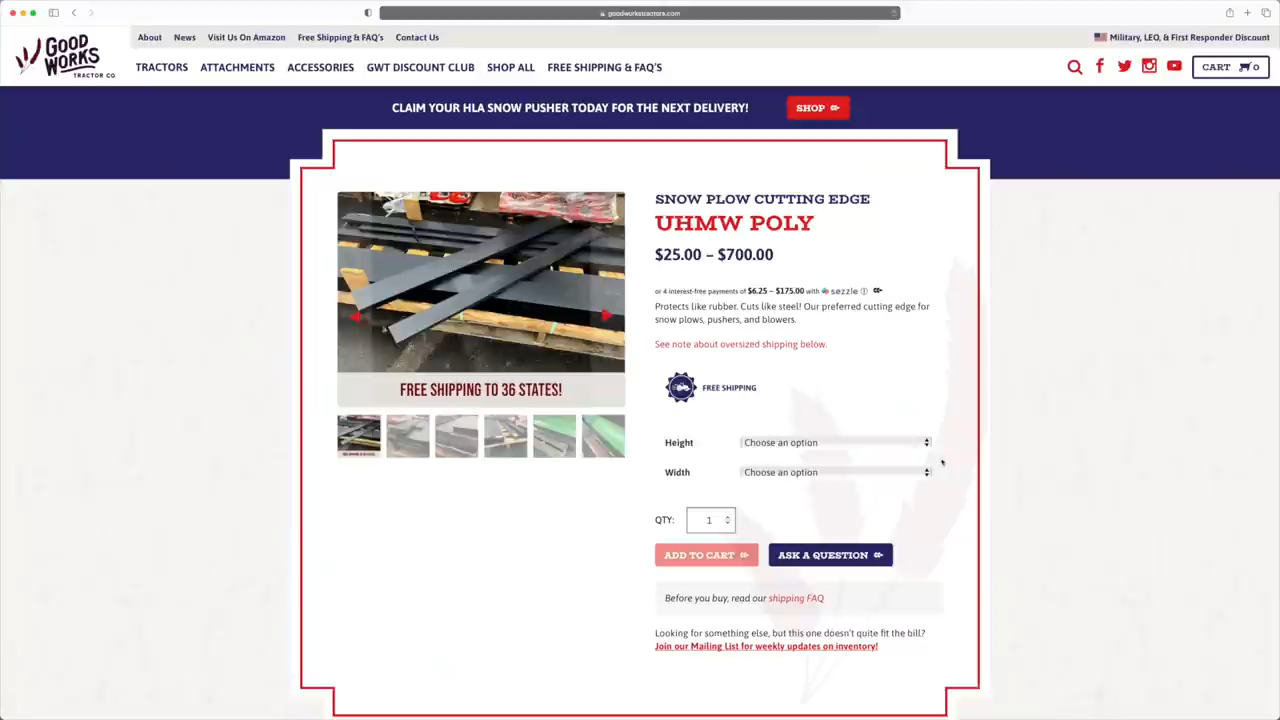 goodworkstractors.com
GOOD
WORKS
TRACTOR CO
About News Visit Us On Amazon Free Shipping & FAQ's Contact Us
Military, LEO, & First Responder Discount
TRACTORS ATTACHMENTS ACCESSORIES GWT DISCOUNT CLUB SHOP ALL FREE SHIPPING & FAQ'S
CART 0
CLAIM YOUR HLA SNOW PUSHER TODAY FOR THE NEXT DELIVERY!
SHOP
FREE SHIPPING TO 36 STATES!
SNOW PLOW CUTTING EDGE
UHMW POLY
$25.00 – $700.00
or 4 interest-free payments of $6.25 – $175.00 with sezzle
Protects like rubber. Cuts like steel! Our preferred cutting edge for
snow plows, pushers, and blowers.
See note about oversized shipping below.
FREE SHIPPING
Height Choose an option
Width Choose an option
QTY: 1
ADD TO CART ASK A QUESTION
Before you buy, read our shipping FAQ
Looking for something else, but this one doesn't quite fit the bill?
Join our Mailing List for weekly updates on inventory!